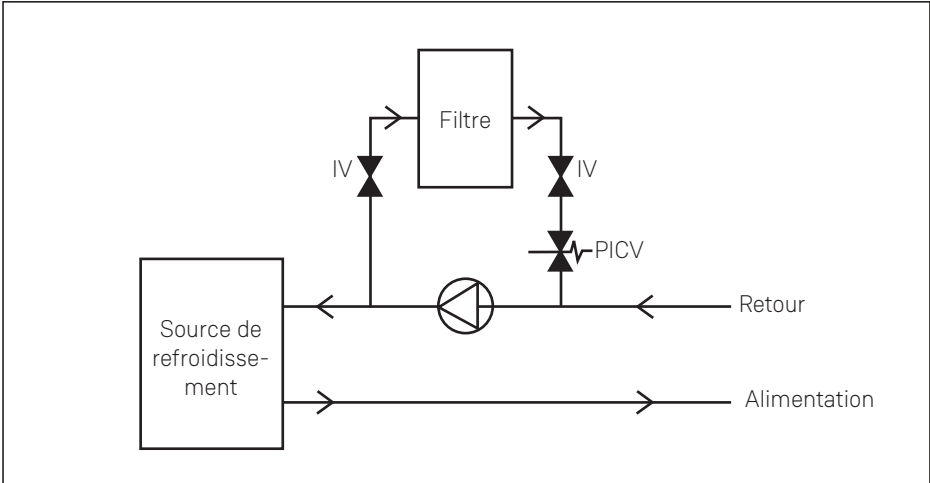 Filtre
IV
IV
PICV
Retour
Source de
refroidisse-
ment
Alimentation